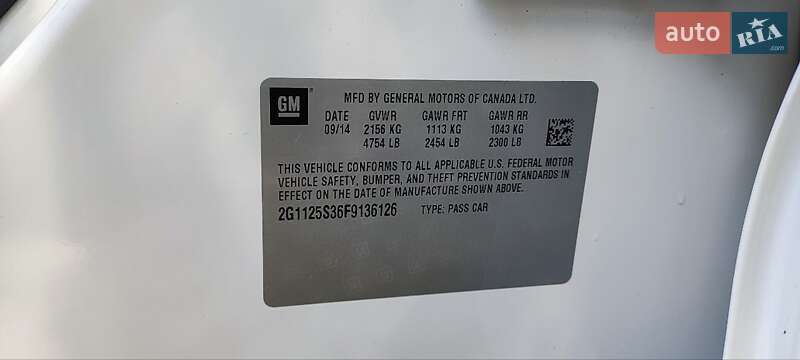 auto RIA.com
GM
MFD BY GENERAL MOTORS OF CANADA LTD.
DATE GVWR GAWR FRT GAWR RR
09/14 2156 KG 1113 KG 1043 KG
4754 LB 2454 LB 2300 LB
THIS VEHICLE CONFORMS TO ALL APPLICABLE U.S. FEDERAL MOTOR
VEHICLE SAFETY, BUMPER, AND THEFT PREVENTION STANDARDS IN
EFFECT ON THE DATE OF MANUFACTURE SHOWN ABOVE.
2G1125S36F9136126 TYPE: PASS CAR